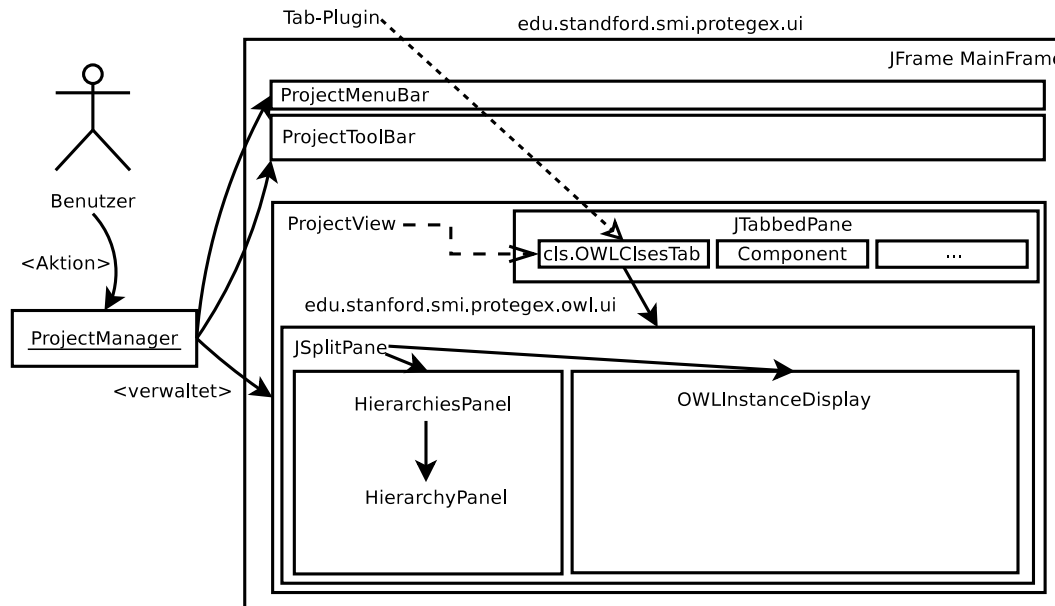 Tab-Plugin
edu.standford.smi.protegex.ui
JFrame MainFrame
ProjectMenuBar
ProjectToolBar
Benutzer
<Aktion>
ProjectManager
<verwaltet>
ProjectView
JTabbedPane
cls.OWLClsesTab
Component
...
edu.stanford.smi.protegex.owl.ui
JSplitPane
HierarchiesPanel
OWLInstanceDisplay
HierarchyPanel